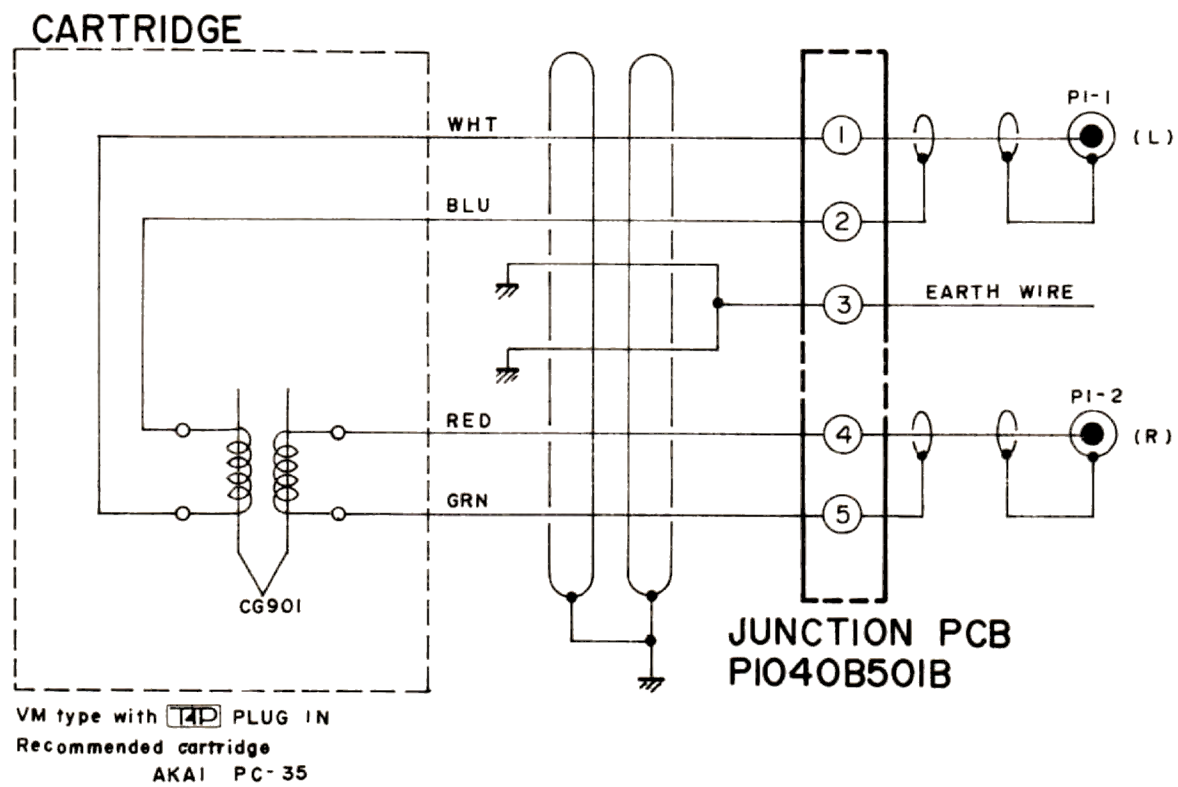 CARTRIDGE
PI-1
WHT
1
(L)
BLU
2
EARTH WIRE
3
PI-2
RED
4
(R)
GRN
5
CG901
JUNCTION PCB
PI040B501B
VM type with T4P PLUG IN
Recommended cartridge
AKAI PC-35